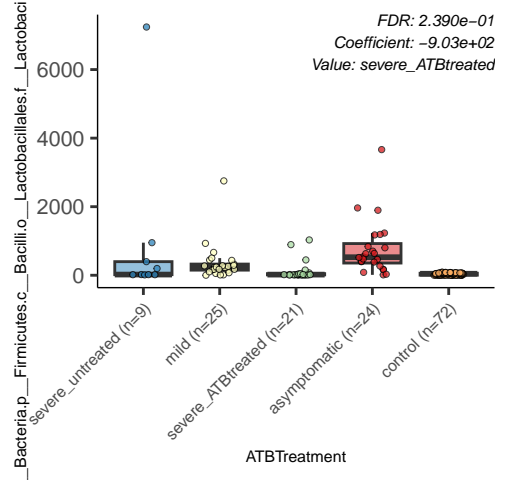 FDR: 2.390e−01
Coefficient: −9.03e+02
Value: severe_ATBtreated
__Bacteria.p__Firmicutes.c__Bacilli.o__Lactobacillales.f__Lactobaci
6000
4000
2000
0
severe_untreated (n=9)
mild (n=25)
severe_ATBtreated (n=21)
asymptomatic (n=24)
control (n=72)
ATBTreatment